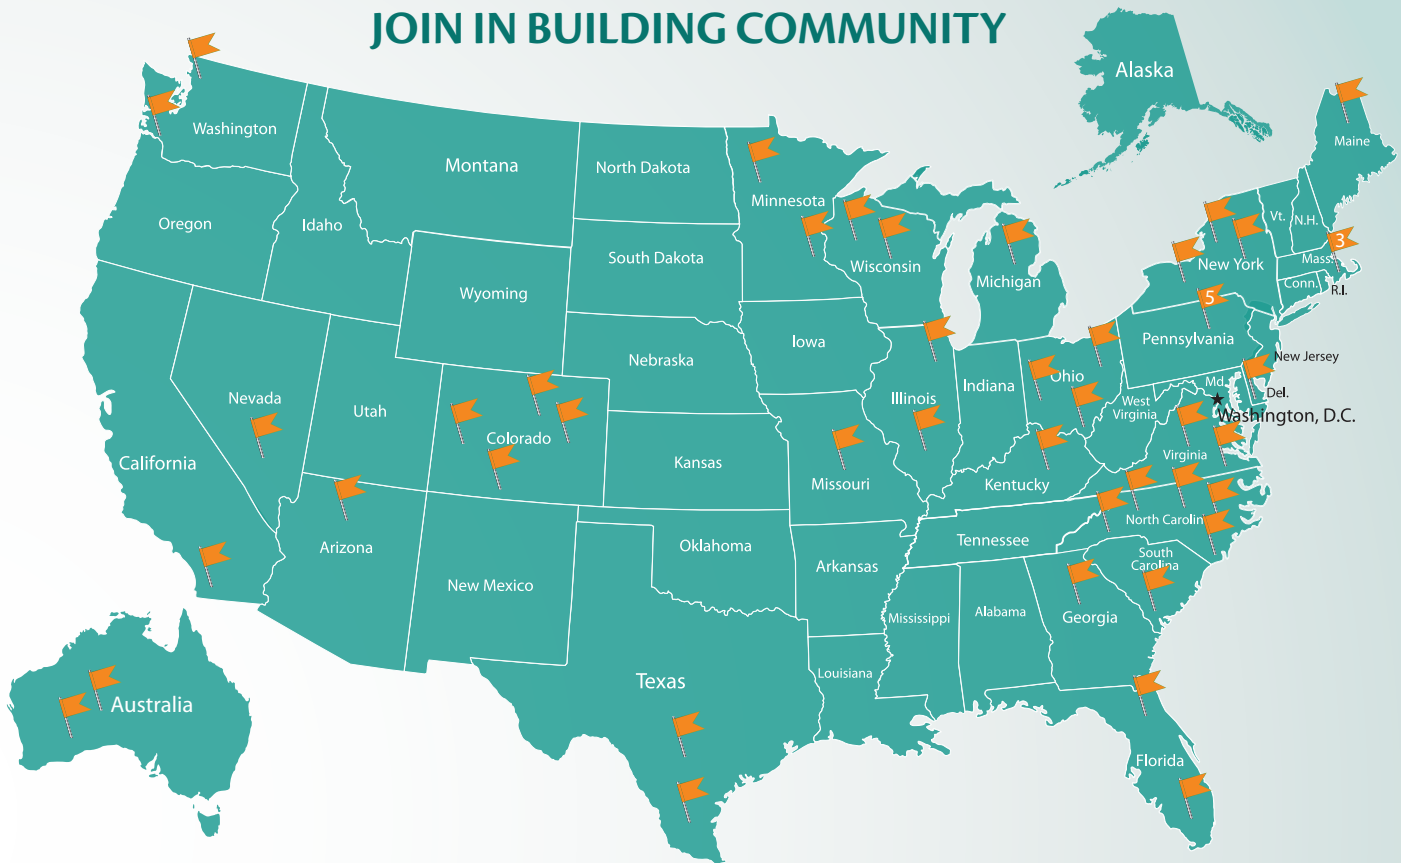 JOIN IN BUILDING COMMUNITY
Alaska
Washington
Montana
North Dakota
Minnesota
Maine
Oregon
Idaho
South Dakota
Wisconsin
Michigan
Vt.
N.H.
3
New York
Mass.
Conn.
R.I.
Wyoming
5
Pennsylvania
Nebraska
Iowa
New Jersey
Nevada
Utah
Colorado
Illinois
Indiana
Ohio
Md.
Del.
West
Virginia
Washington, D.C.
California
Kansas
Missouri
Kentucky
Virginia
Arizona
New Mexico
Oklahoma
Arkansas
Tennessee
North Carolin
South
Carolina
Mississippi
Alabama
Georgia
Texas
Louisiana
Australia
Florida